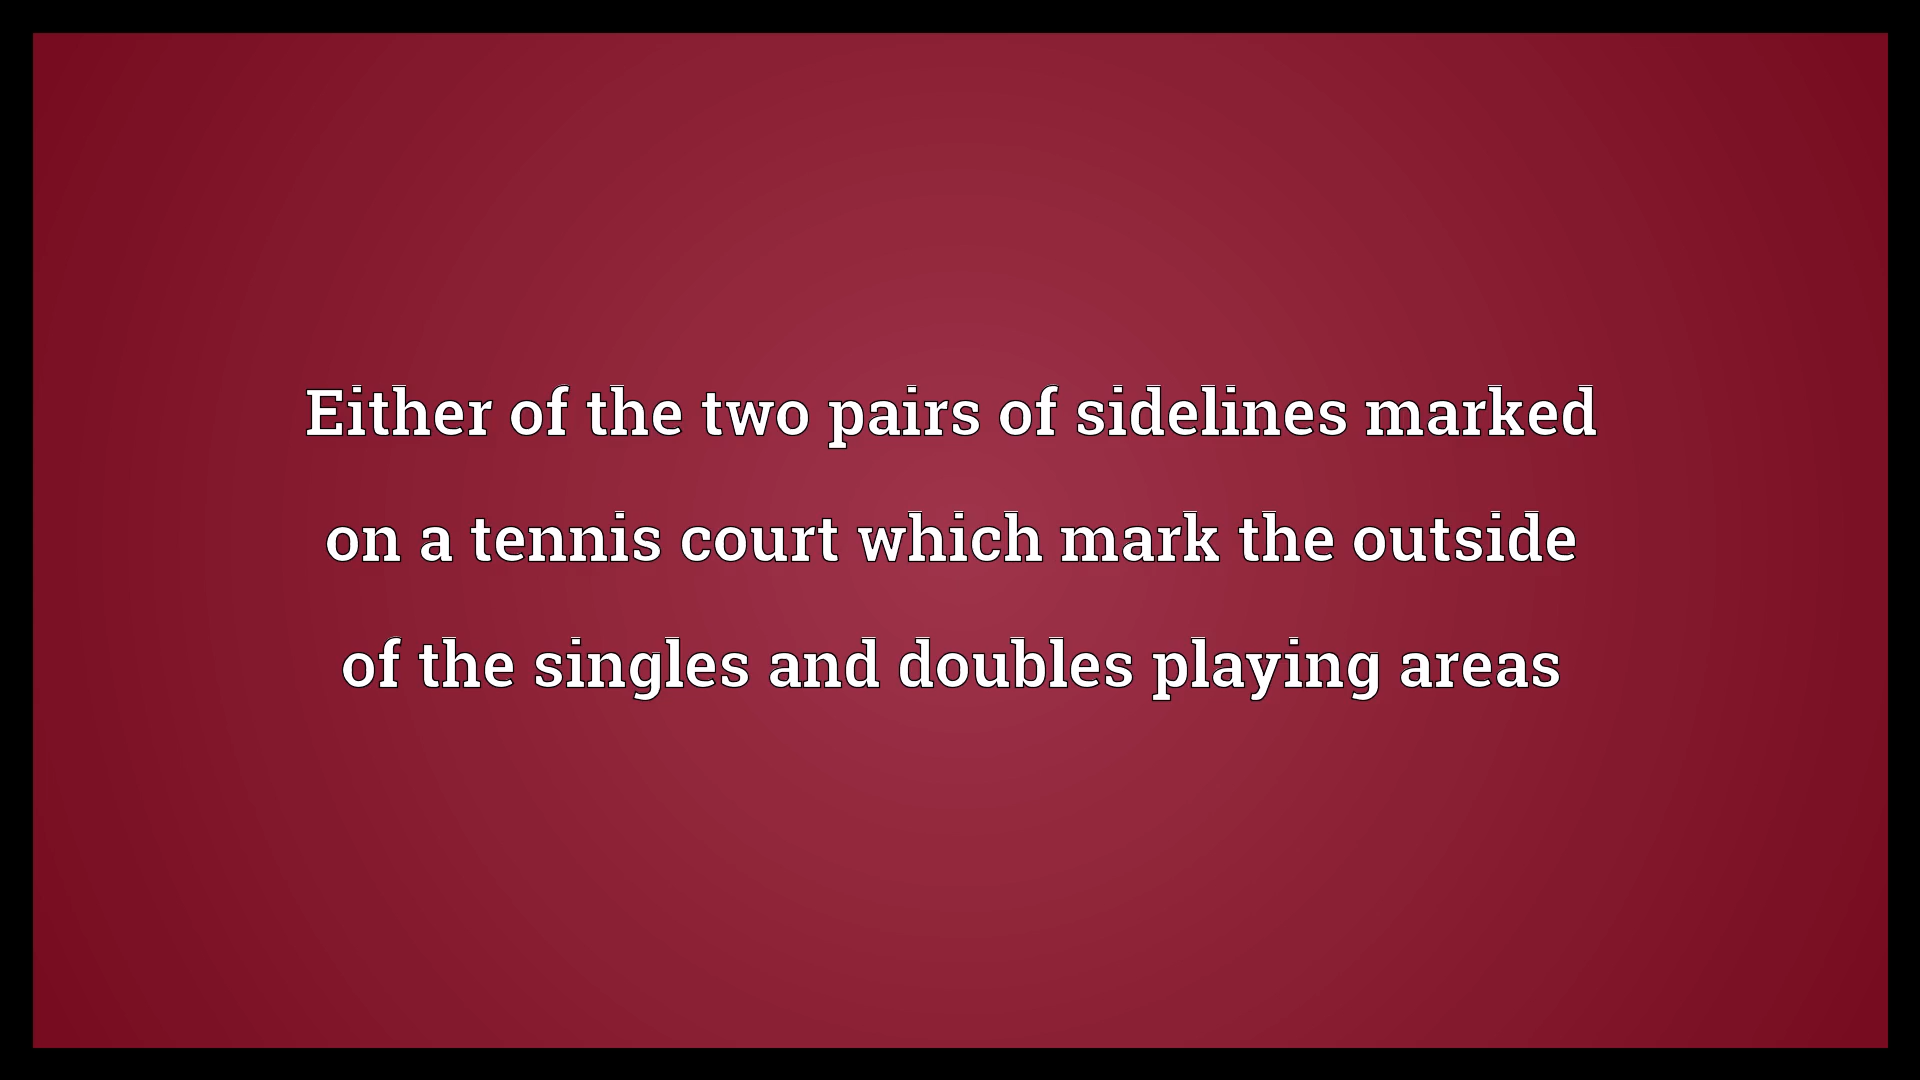 Either of the two pairs of sidelines marked
on a tennis court which mark the outside
of the singles and doubles playing areas